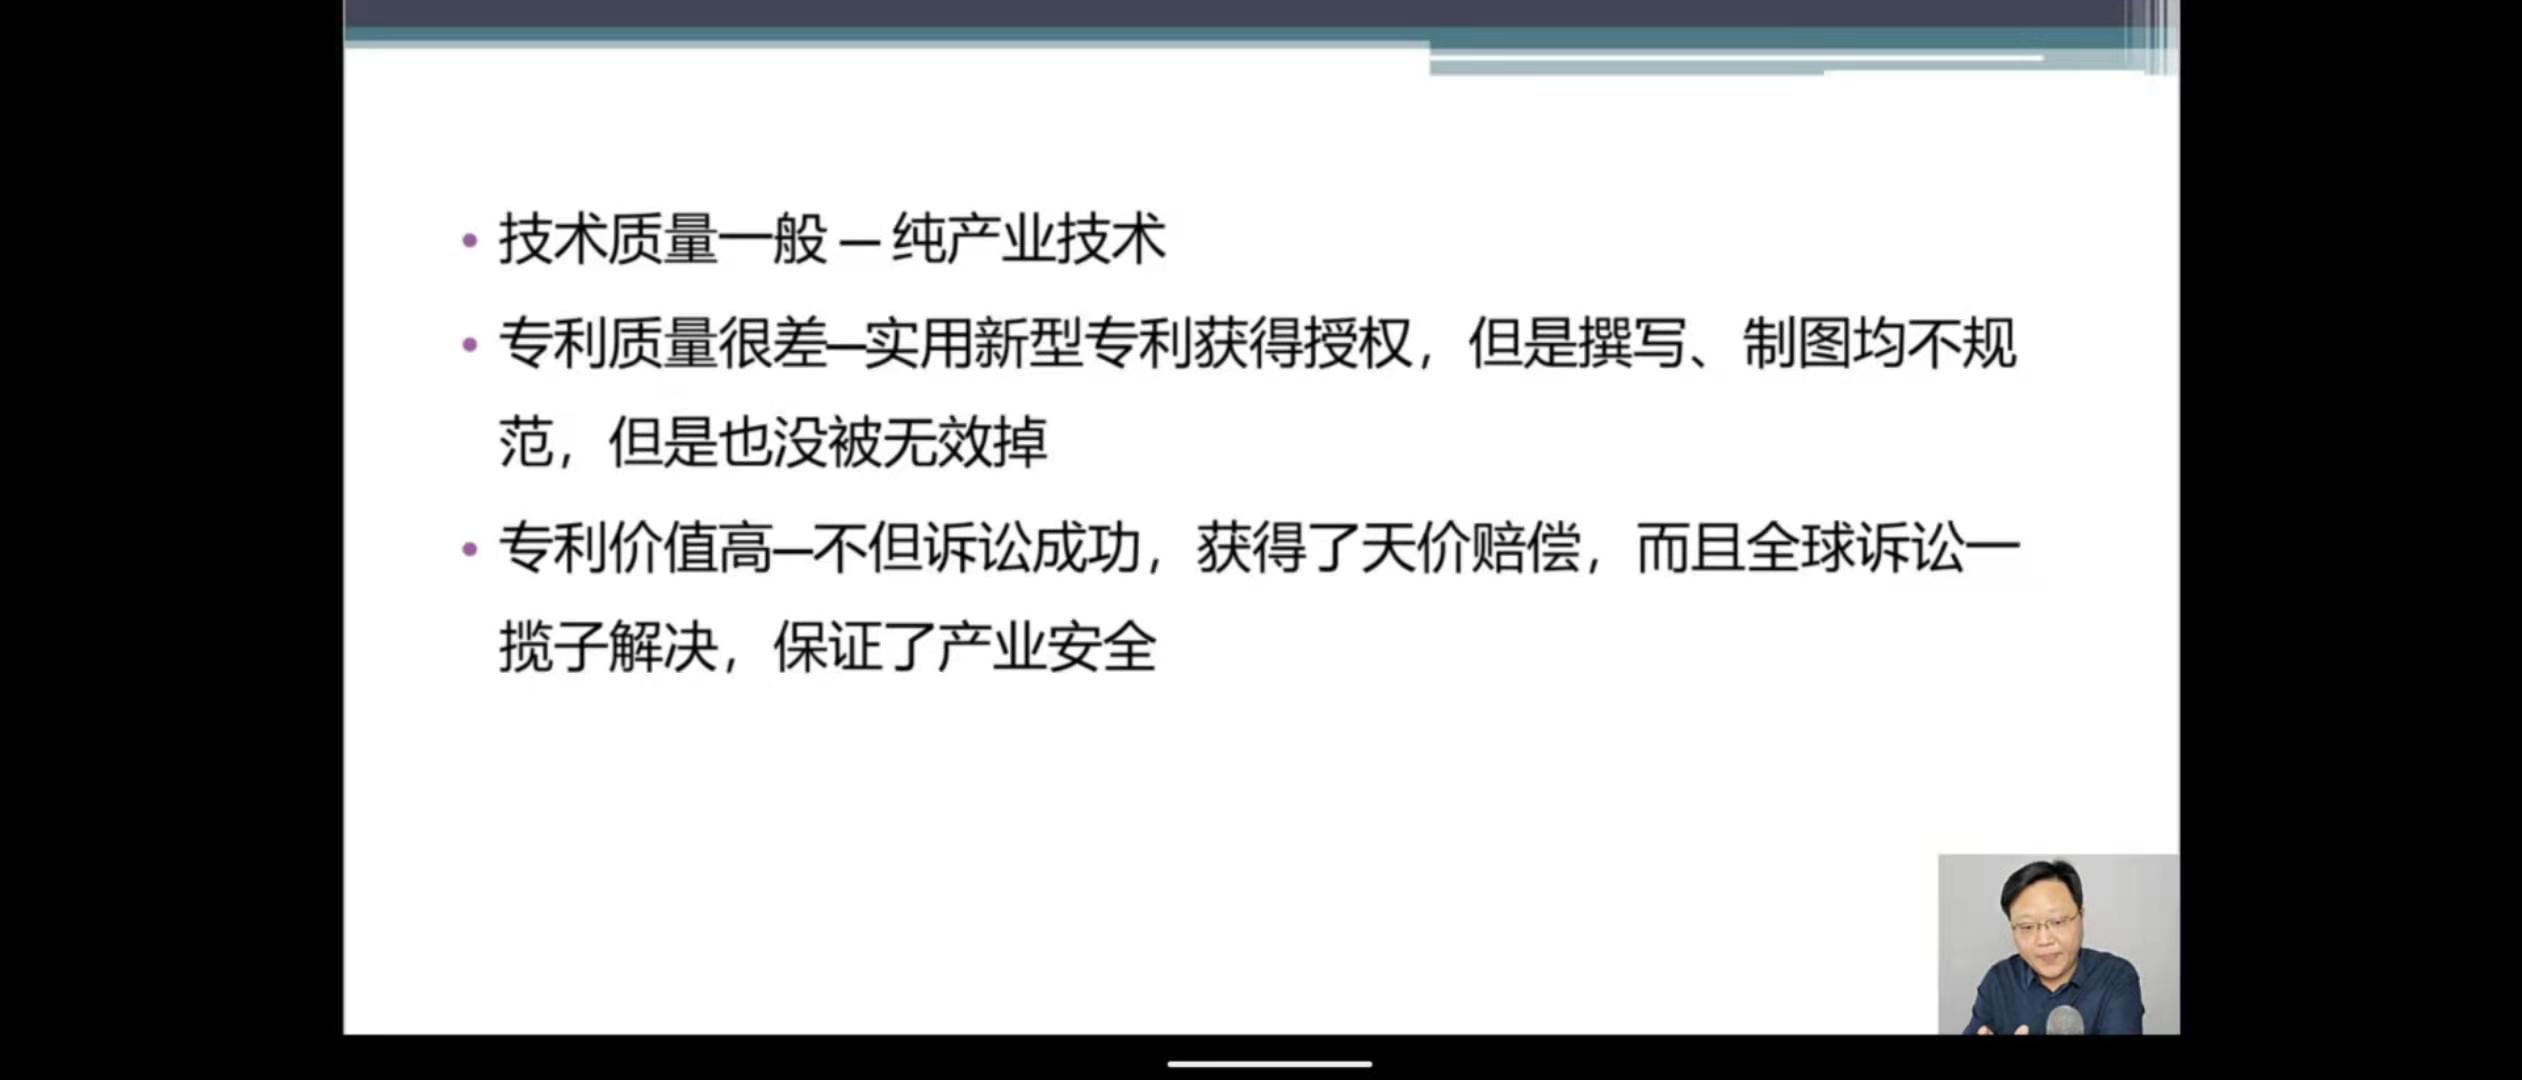 • 技术质量一般 – 纯产业技术
• 专利质量很差–实用新型专利获得授权，但是撰写、制图均不规
范，但是也没被无效掉
• 专利价值高–不但诉讼成功，获得了天价赔偿，而且全球诉讼一
揽子解决，保证了产业安全